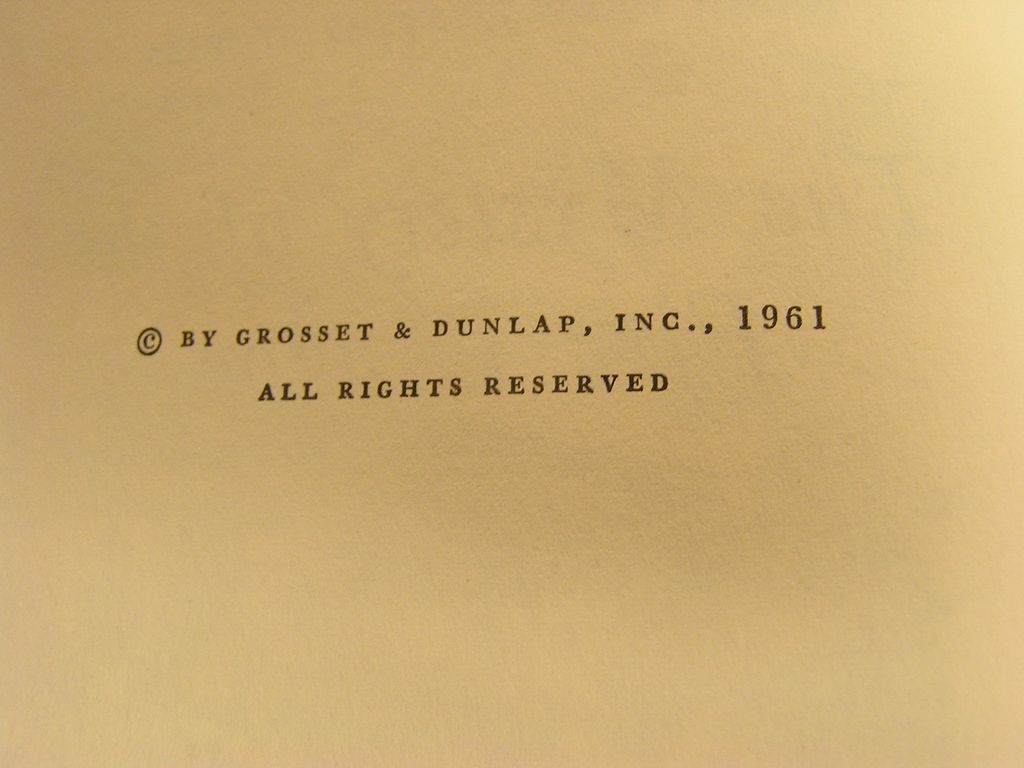 © BY GROSSET & DUNLAP, INC., 1961
ALL RIGHTS RESERVED